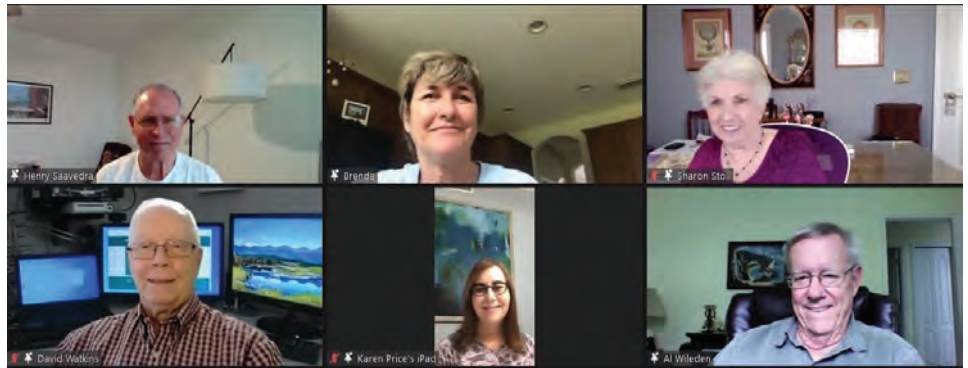 Henry Saavedra
Brenda
Sharon Stoll
David Watkins
Karen Price's iPad
Al Wileden